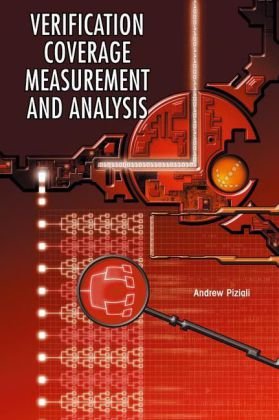 VERIFICATION
COVERAGE
MEASUREMENT
AND ANALYSIS
Andrew Piziali